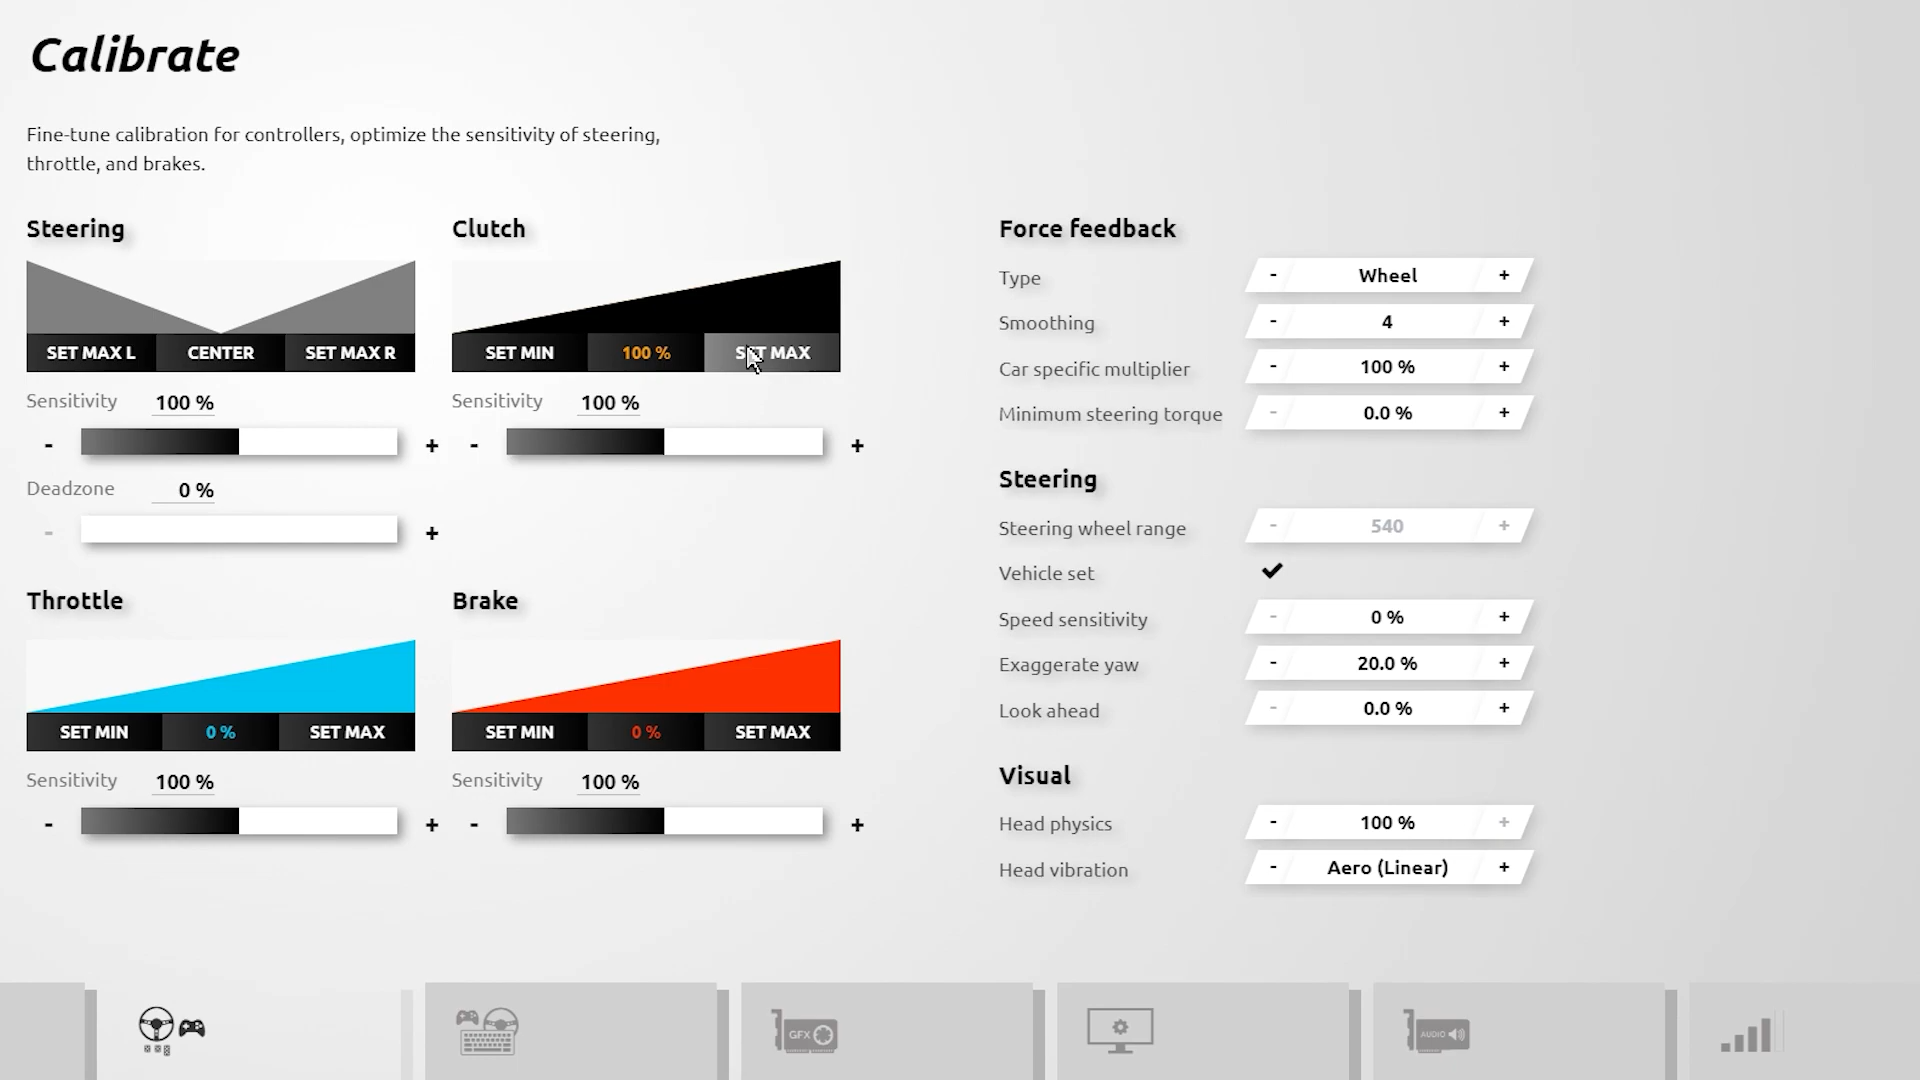 Calibrate
Fine-tune calibration for controllers, optimize the sensitivity of steering,
throttle, and brakes.
Steering
SET MAX L CENTER SET MAX R
Sensitivity 100 %
- +
Deadzone 0 %
- +
Clutch
SET MIN 100 % SET MAX
Sensitivity 100 %
- +
Throttle
SET MIN 0 % SET MAX
Sensitivity 100 %
- +
Brake
SET MIN 0 % SET MAX
Sensitivity 100 %
- +
Force feedback
Type - Wheel +
Smoothing - 4 +
Car specific multiplier - 100 % +
Minimum steering torque - 0.0 % +
Steering
Steering wheel range - 540 +
Vehicle set
Speed sensitivity - 0 % +
Exaggerate yaw - 20.0 % +
Look ahead - 0.0 % +
Visual
Head physics - 100 % +
Head vibration - Aero (Linear) +
GFX
AUDIO